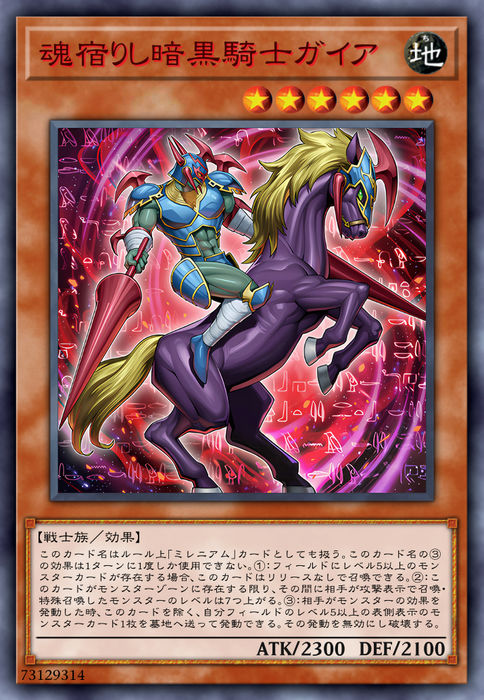 魂宿りし暗黒騎士ガイア
ち
地
【戦士族／効果】
このカード名はルール上「ミレニアム」カードとしても扱う。このカード名の③
の効果は1ターンに1度しか使用できない。①：フィールドにレベル5以上のモン
スターカードが存在する場合、このカードはリリースなしで召喚できる。②：こ
のカードがモンスターゾーンに存在する限り、その間に相手が攻撃表示で召喚・
特殊召喚したモンスターのレベルは7つ上がる。③：相手がモンスターの効果を
発動した時、このカードを除く、自分フィールドのレベル5以上の表側表示の
モンスターカード1枚を墓地へ送って発動できる。その発動を無効にし破壊する。
ATK/2300 DEF/2100
73129314